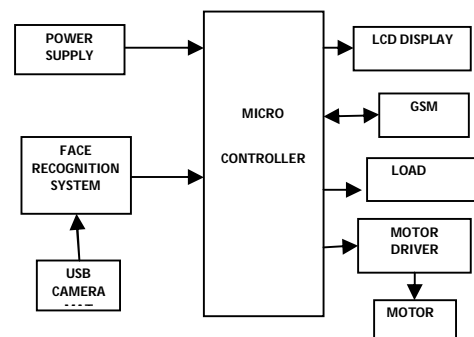 POWER
SUPPLY
FACE
RECOGNITION
SYSTEM
USB
CAMERA
MICRO
CONTROLLER
LCD DISPLAY
GSM
LOAD
MOTOR
DRIVER
MOTOR